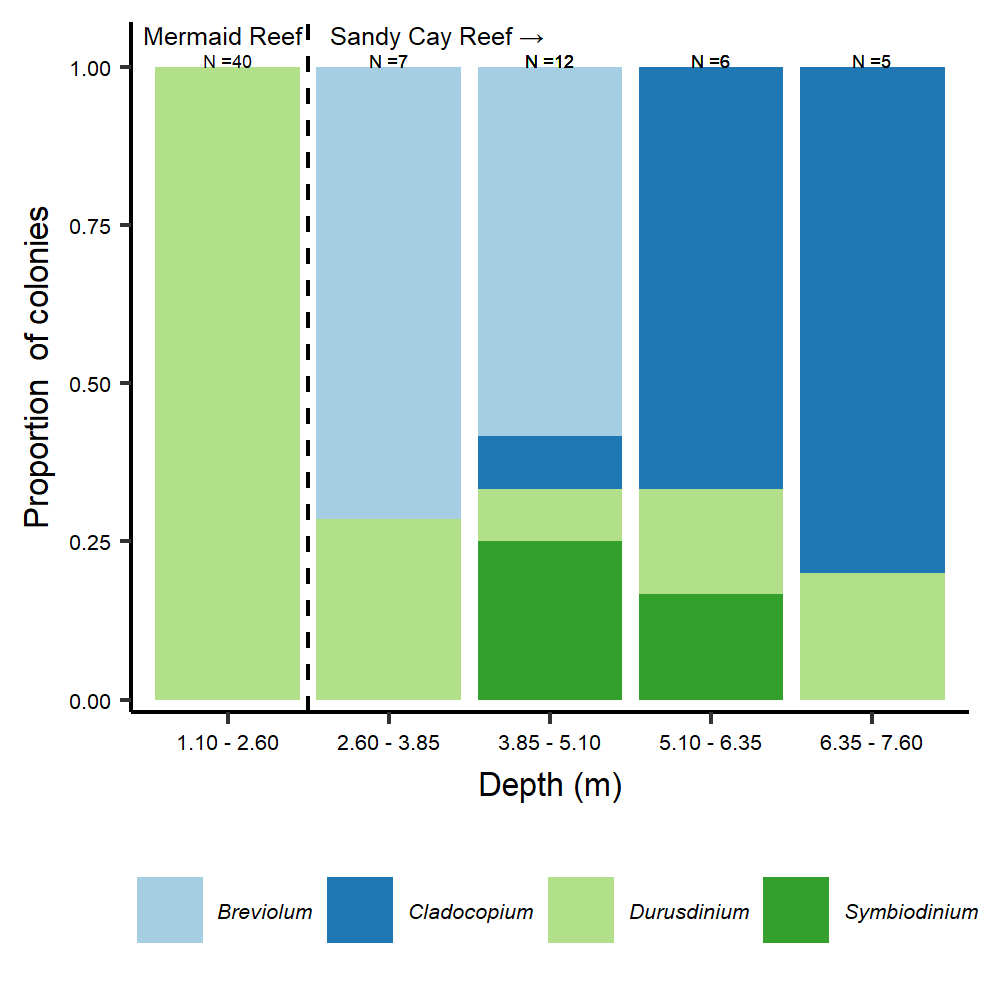 Mermaid Reef
Sandy Cay Reef →
N =40
N =7
N =12
N =6
N =5
1.00
0.75
0.50
0.25
0.00
Proportion  of colonies
1.10 - 2.60
2.60 - 3.85
3.85 - 5.10
5.10 - 6.35
6.35 - 7.60
Depth (m)
Breviolum
Cladocopium
Durusdinium
Symbiodinium